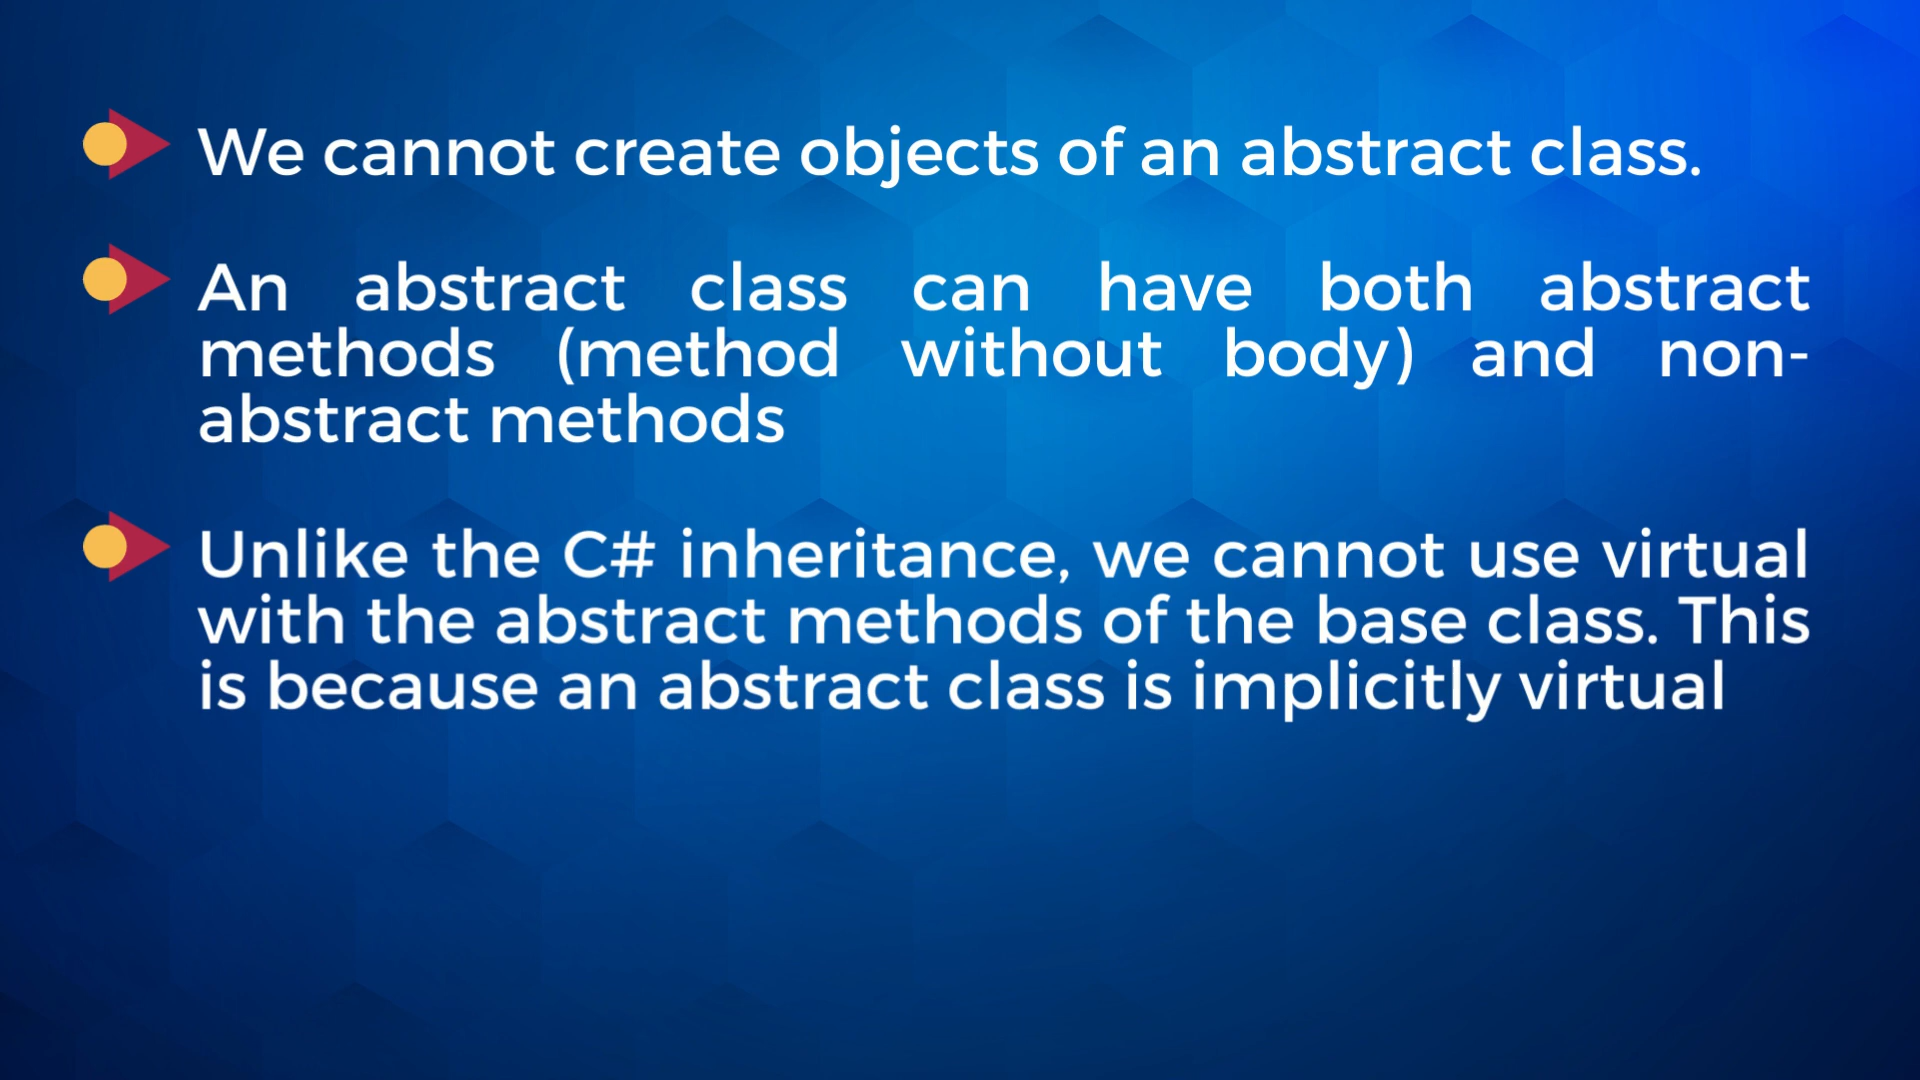 We cannot create objects of an abstract class.
An abstract class can have both abstract
methods (method without body) and non-
abstract methods
Unlike the C# inheritance, we cannot use virtual
with the abstract methods of the base class. This
is because an abstract class is implicitly virtual